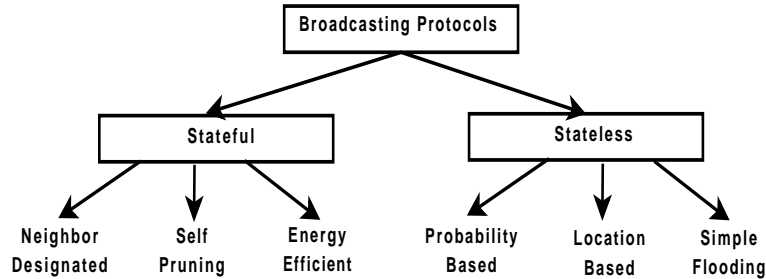 Broadcasting Protocols
Stateful
Stateless
Neighbor
Designated
Self
Pruning
Energy
Efficient
Probability
Based
Location
Based
Simple
Flooding